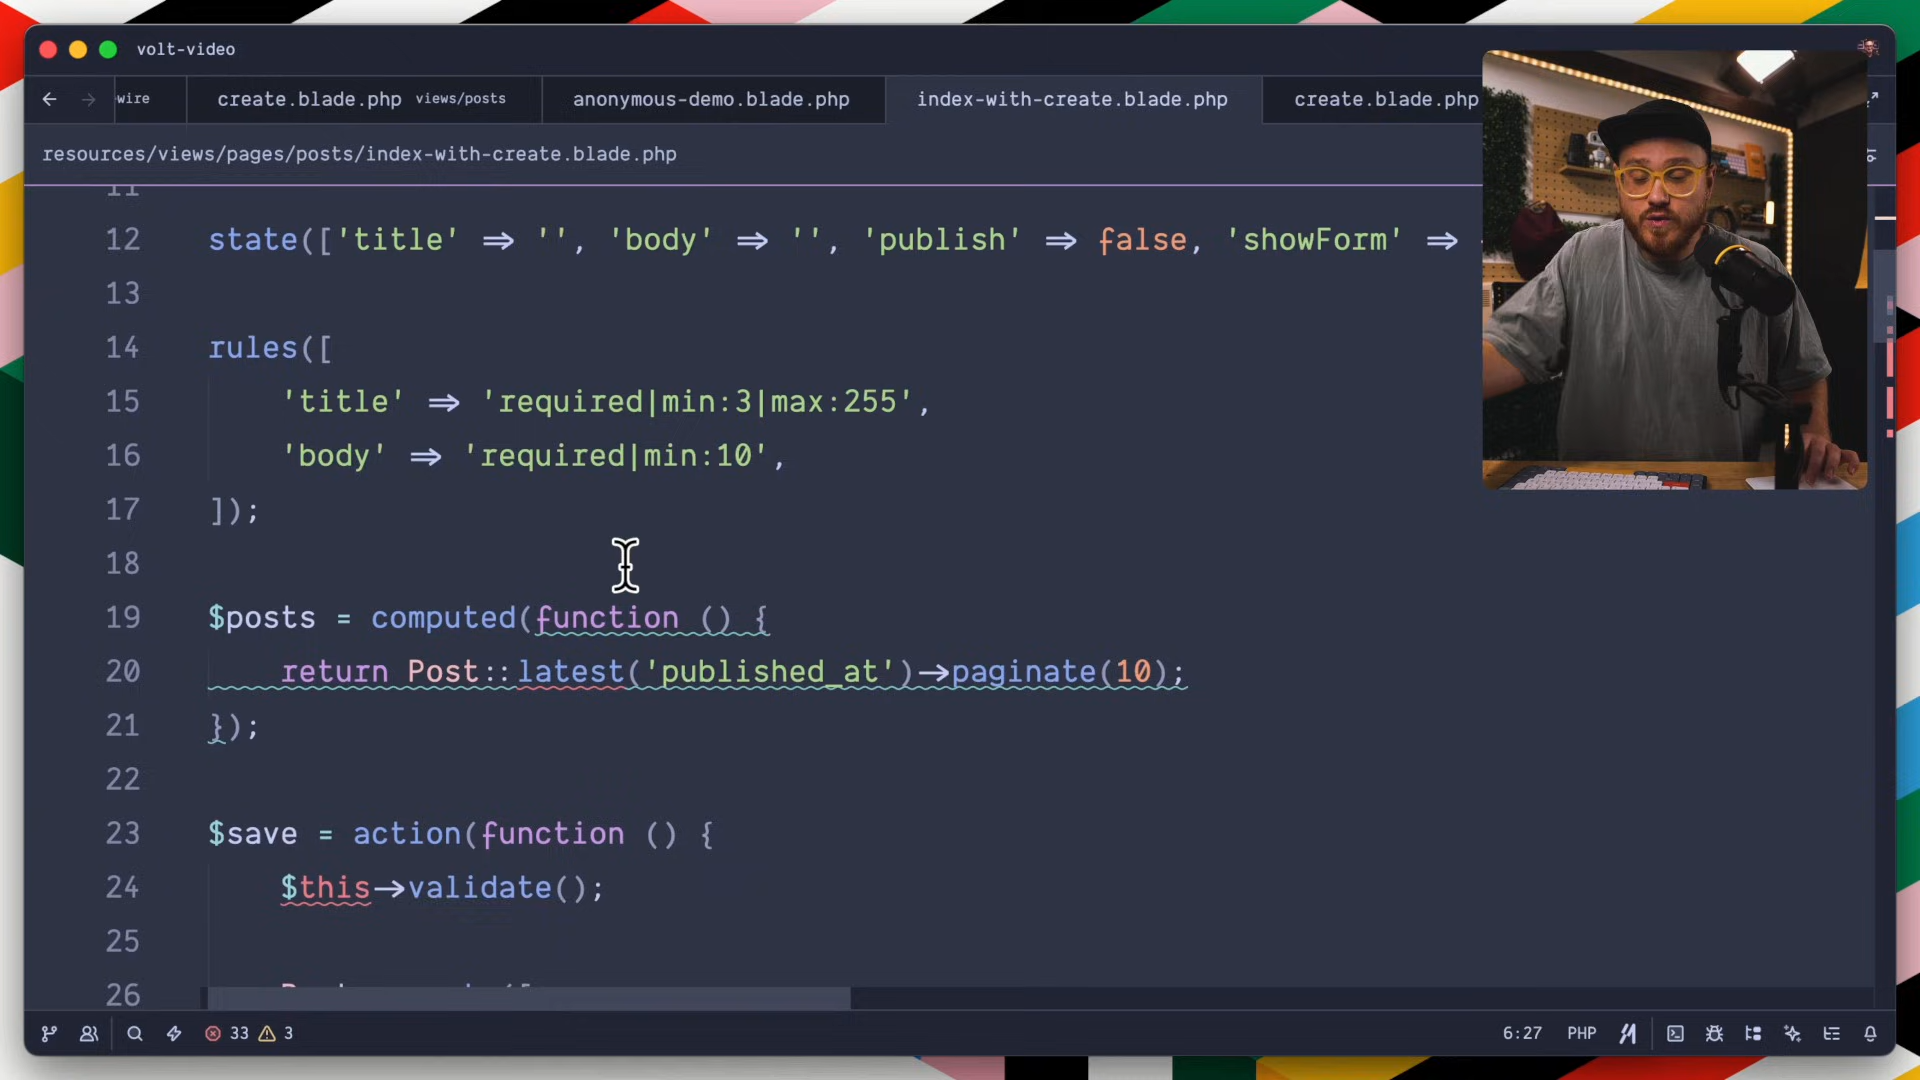 volt-video
wire
create.blade.php views/posts
anonymous-demo.blade.php
index-with-create.blade.php
create.blade.php
resources/views/pages/posts/index-with-create.blade.php
11
12 state(['title' => '', 'body' => '', 'publish' => false, 'showForm' =>
13
14 rules([
15 'title' => 'required|min:3|max:255',
16 'body' => 'required|min:10',
17 ]);
18
19 $posts = computed(function () {
20 return Post::latest('published_at')->paginate(10);
21 });
22
23 $save = action(function () {
24 $this->validate();
25
26
33 3
6:27 PHP